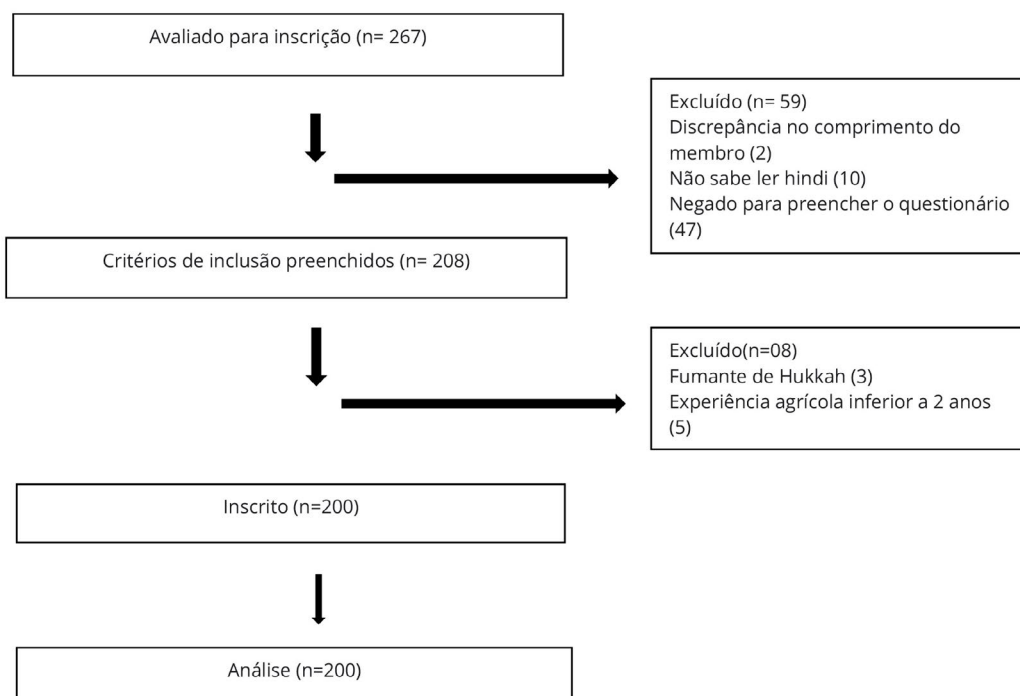 Avaliado para inscrição (n= 267)
Excluído (n= 59)
Discrepância no comprimento do
membro (2)
Não sabe ler hindi (10)
Negado para preencher o questionário
(47)
Critérios de inclusão preenchidos (n= 208)
Excluído(n=08)
Fumante de Hukkah (3)
Experiência agrícola inferior a 2 anos
(5)
Inscrito (n=200)
Análise (n=200)